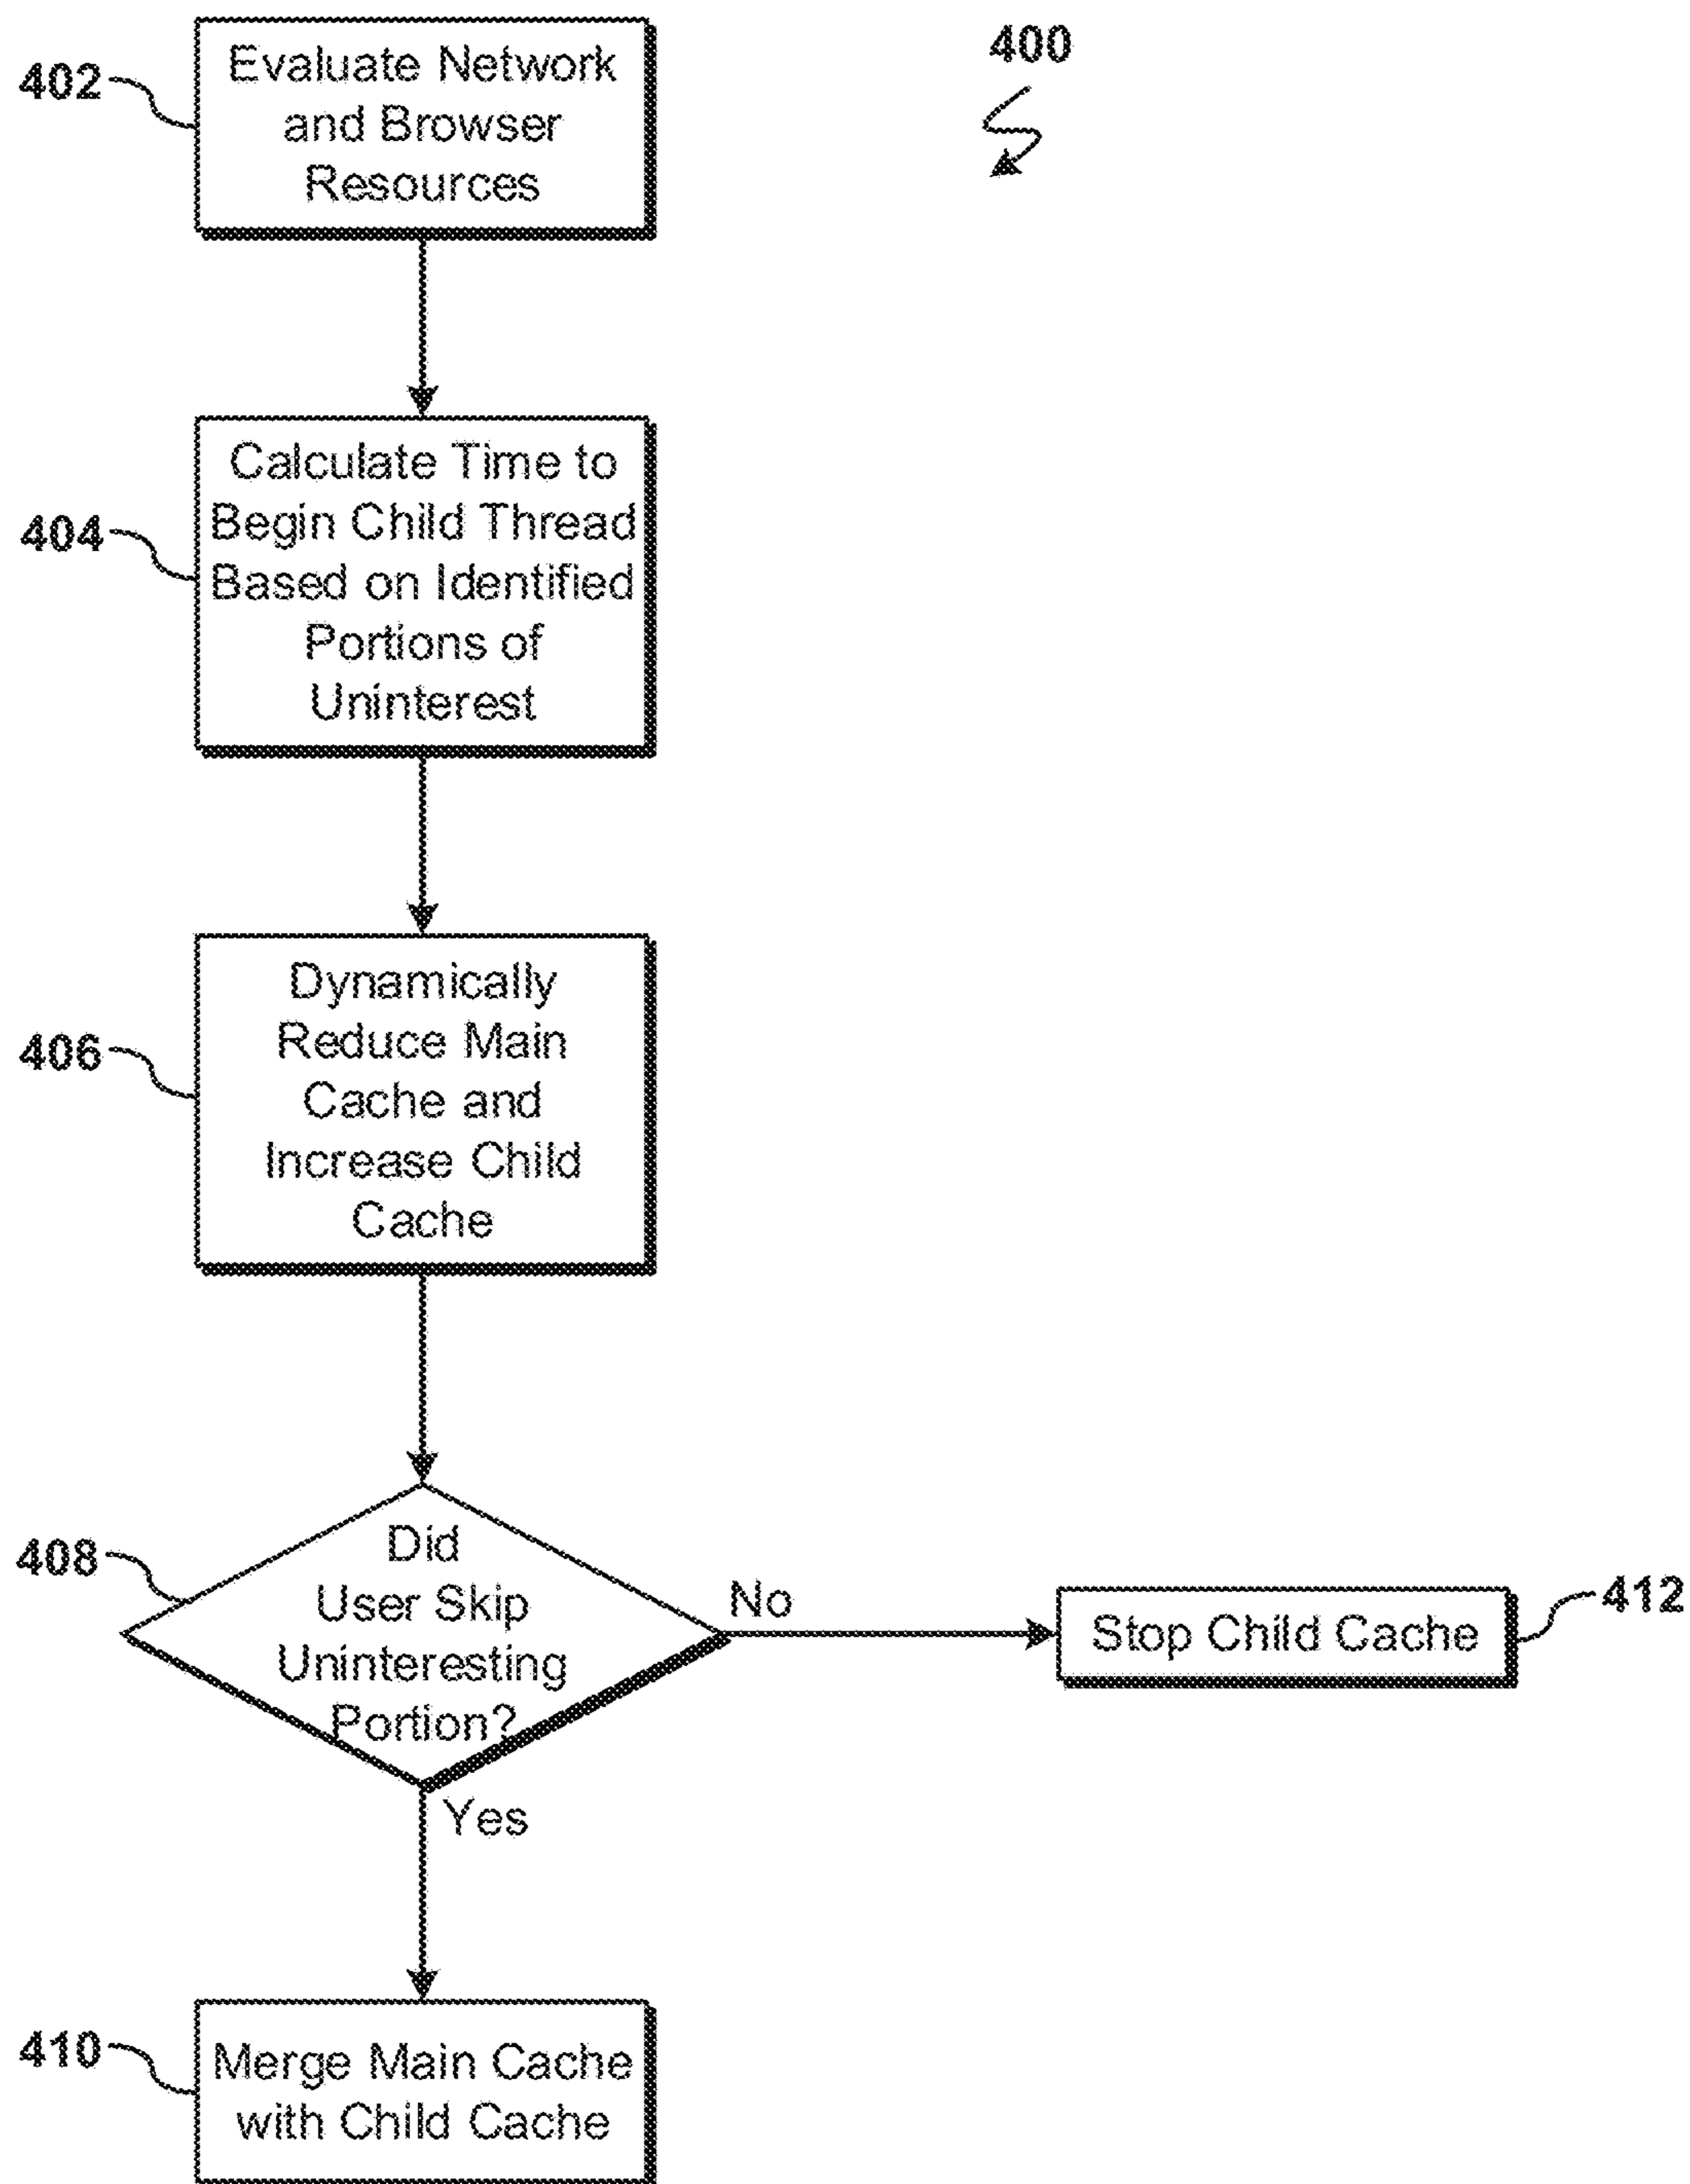 400
402
Evaluate Network
and Browser
Resources
404
Calculate Time to
Begin Child Thread
Based on Identified
Portions of
Uninterest
406
Dynamically
Reduce Main
Cache and
Increase Child
Cache
408
Did
User Skip
Uninteresting
Portion?
No
Stop Child Cache
412
Yes
410
Merge Main Cache
with Child Cache